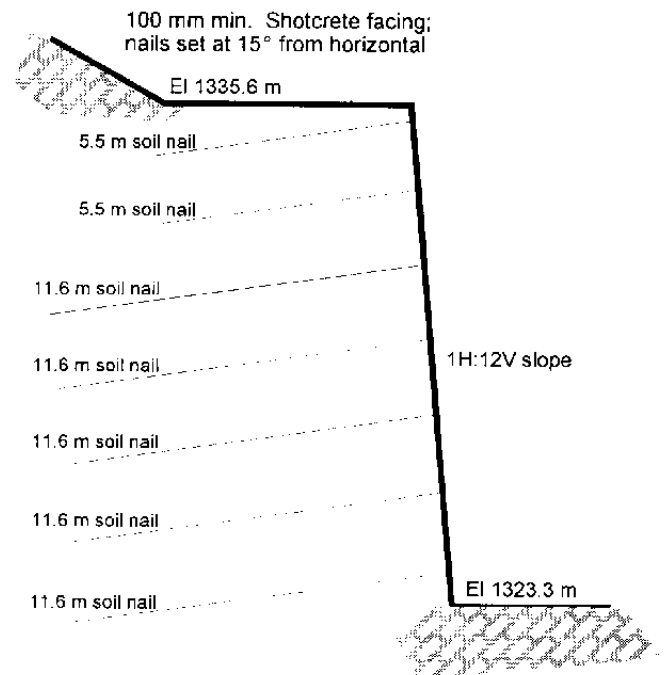 100 mm min. Shotcrete facing;
nails set at 15° from horizontal
El 1335.6 m
5.5 m soil nail
5.5 m soil nail
11.6 m soil nail
11.6 m soil nail
1H:12V slope
11.6 m soil nail
11.6 m soil nail
El 1323.3 m
11.6 m soil nail